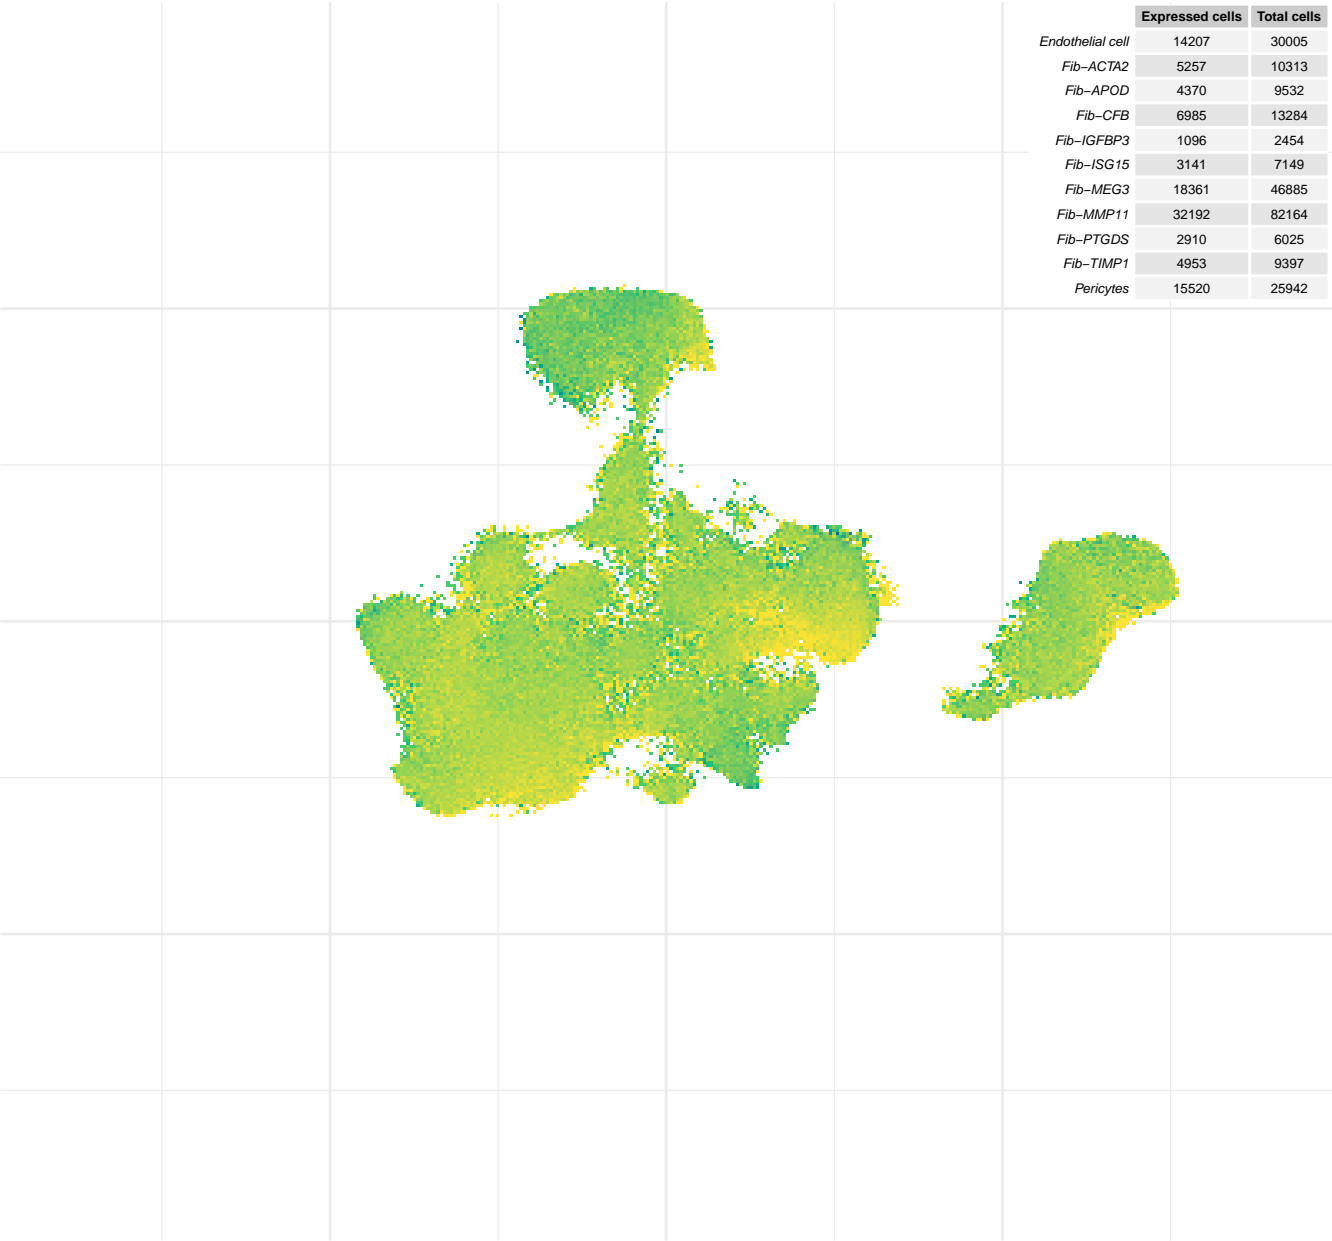 Expressed cells Total cells
Endothelial cell 14207 30005
Fib−ACTA2 5257 10313
Fib−APOD 4370 9532
Fib−CFB 6985 13284
Fib−IGFBP3 1096 2454
Fib−ISG15 3141 7149
Fib−MEG3 18361 46885
Fib−MMP11 32192 82164
Fib−PTGDS 2910 6025
Fib−TIMP1 4953 9397
Pericytes 15520 25942